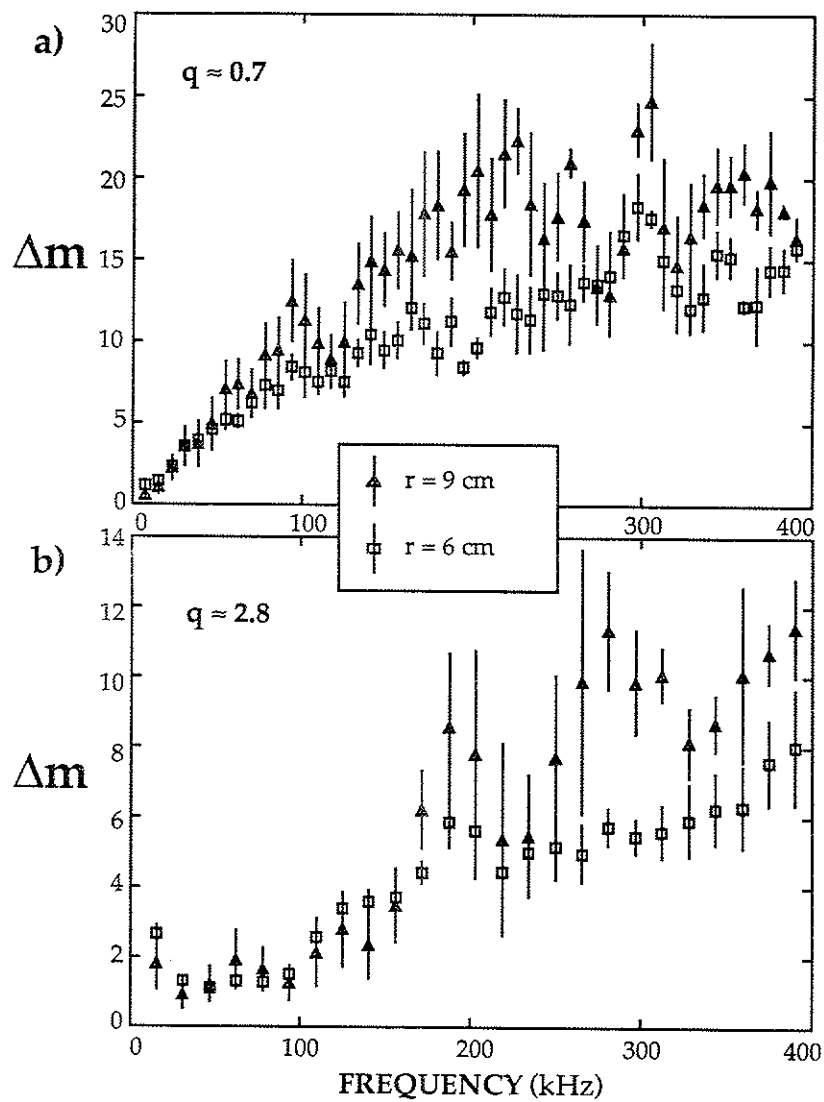 a)
q ≈ 0.7
30
25
20
15
10
5
0
Δm
0 100 300 400
r = 9 cm
r = 6 cm
b)
q ≈ 2.8
14
12
10
8
6
4
2
0
Δm
0 100 200 300 400
FREQUENCY (kHz)